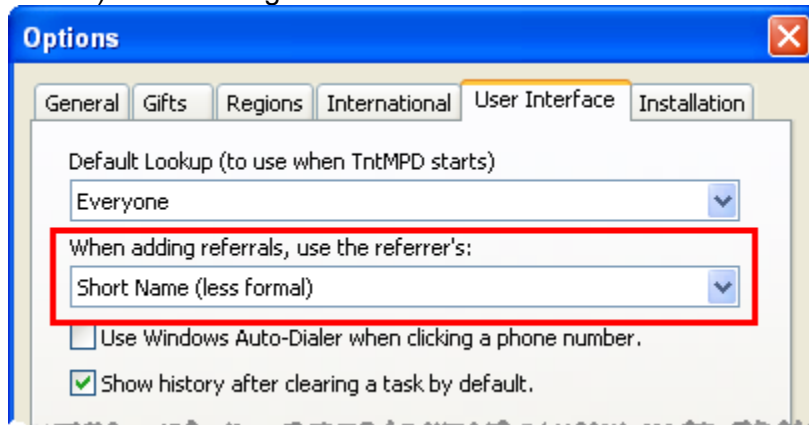 Options
General Gifts Regions International User Interface Installation
Default Lookup (to use when TntMPD starts)
Everyone
When adding referrals, use the referrer's:
Short Name (less formal)
Use Windows Auto-Dialer when clicking a phone number.
Show history after clearing a task by default.